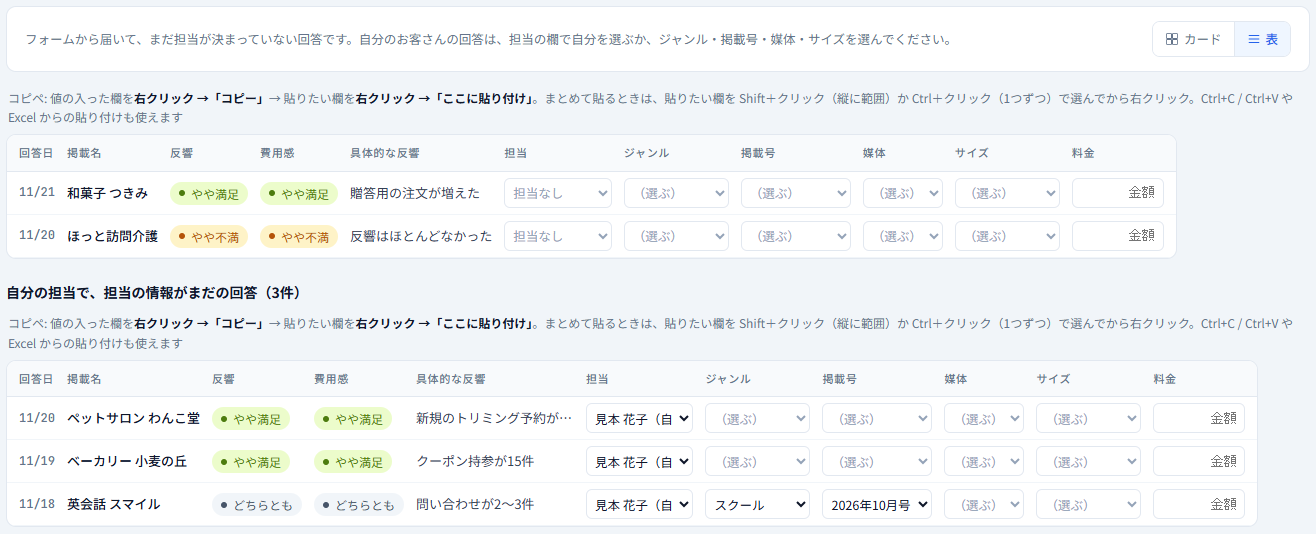 フォームから届いて、まだ担当が決まっていない回答です。自分のお客さんの回答は、担当の欄で自分を選ぶか、ジャンル・掲載号・媒体・サイズを選んでください。 カード 表
コピペ: 値の入った欄を右クリック→「コピー」→ 貼りたい欄を右クリック→「ここに貼り付け」。まとめて貼るときは、貼りたい欄を Shift＋クリック（縦に範囲）か Ctrl＋クリック（1つずつ）で選んでから右クリック。Ctrl+C / Ctrl+V や
Excel からの貼り付けも使えます
回答日 掲載名 反響 費用感 具体的な反響 担当 ジャンル 掲載号 媒体 サイズ 料金
11/21 和菓子 つきみ やや満足 やや満足 贈答用の注文が増えた 担当なし （選ぶ） （選ぶ） （選ぶ） （選ぶ） 金額
11/20 ほっと訪問介護 やや不満 やや不満 反響はほとんどなかった 担当なし （選ぶ） （選ぶ） （選ぶ） （選ぶ） 金額
自分の担当で、担当の情報がまだの回答（3件）
コピペ: 値の入った欄を右クリック→「コピー」→ 貼りたい欄を右クリック→「ここに貼り付け」。まとめて貼るときは、貼りたい欄を Shift＋クリック（縦に範囲）か Ctrl＋クリック（1つずつ）で選んでから右クリック。Ctrl+C / Ctrl+V や
Excel からの貼り付けも使えます
回答日 掲載名 反響 費用感 具体的な反響 担当 ジャンル 掲載号 媒体 サイズ 料金
11/20 ペットサロン わんこ堂 やや満足 やや満足 新規のトリミング予約が… 見本 花子（自 （選ぶ） （選ぶ） （選ぶ） （選ぶ） 金額
11/19 ベーカリー 小麦の丘 やや満足 やや満足 クーポン持参が15件 見本 花子（自 （選ぶ） （選ぶ） （選ぶ） （選ぶ） 金額
11/18 英会話 スマイル どちらとも どちらとも 問い合わせが2〜3件 見本 花子（自 スクール 2026年10月号 （選ぶ） （選ぶ） 金額